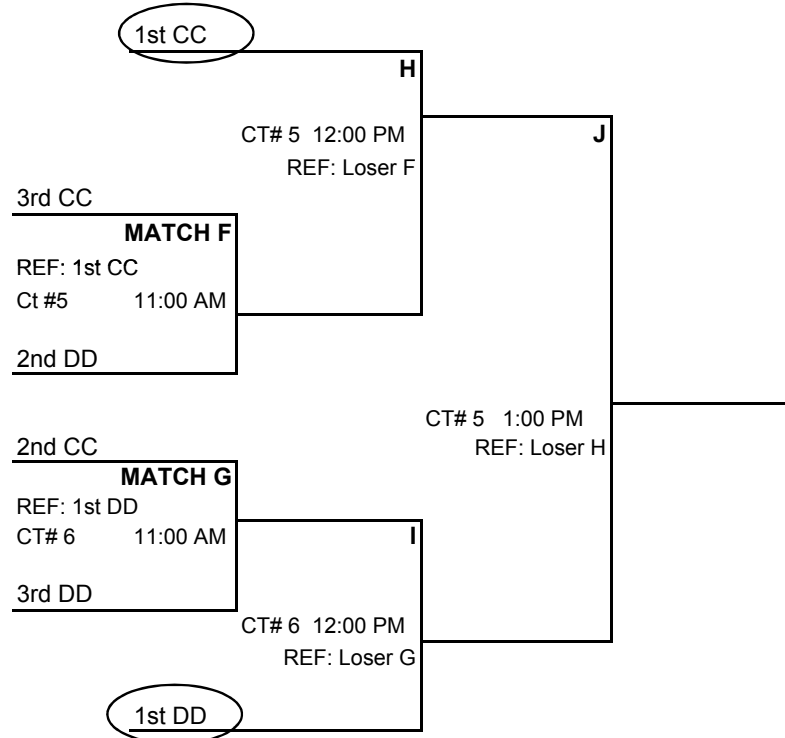 1st CC
H
CT# 5 12:00 PM
REF: Loser F
J
3rd CC
MATCH F
REF: 1st CC
Ct #5 11:00 AM
2nd DD
CT# 5 1:00 PM
REF: Loser H
2nd CC
MATCH G
REF: 1st DD
CT# 6 11:00 AM
I
3rd DD
CT# 6 12:00 PM
REF: Loser G
1st DD